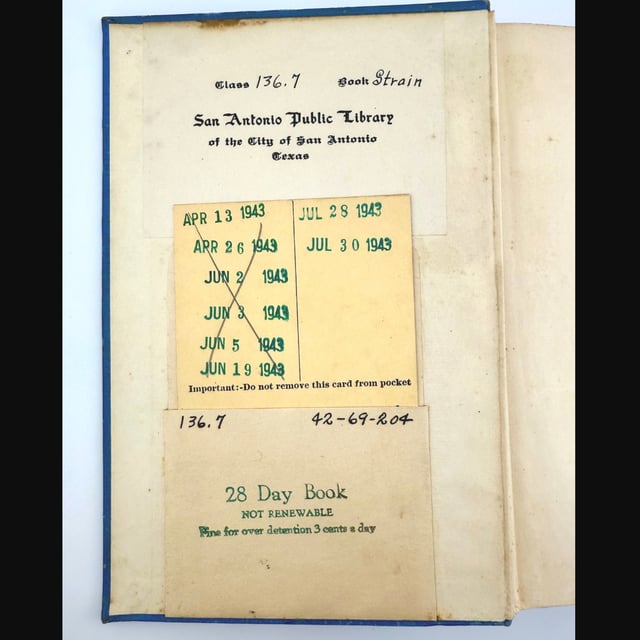 Class 136.7 Book Strain
San Antonio Public Library
of the City of San Antonio
Texas
APR 13 1943
APR 26 1943
JUN 2 1943
JUN 3 1943
JUN 5 1943
JUN 19 1943
JUL 28 1943
JUL 30 1943
Important:-Do not remove this card from pocket
136.7 42-69-204
28 Day Book
NOT RENEWABLE
Fine for over detention 3 cents a day